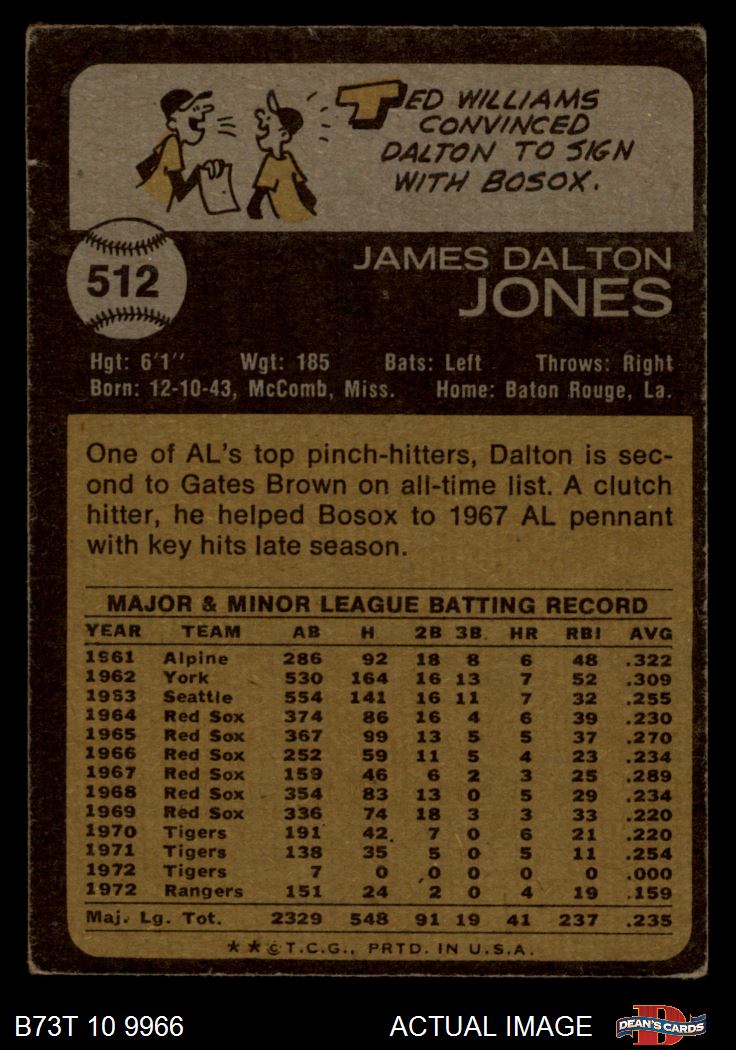 TED WILLIAMS
CONVINCED
DALTON TO SIGN
WITH BOSOX.
512
JAMES DALTON
JONES
Hgt: 6'1" Wgt: 185 Bats: Left Throws: Right
Born: 12-10-43, McComb, Miss. Home: Baton Rouge, La.
One of AL's top pinch-hitters, Dalton is sec-
ond to Gates Brown on all-time list. A clutch
hitter, he helped Bosox to 1967 AL pennant
with key hits late season.
MAJOR & MINOR LEAGUE BATTING RECORD
YEAR TEAM AB H 2B 3B HR RBI AVG
1961 Alpine 286 92 18 8 6 48 .322
1962 York 530 164 16 13 7 52 .309
1963 Seattle 554 141 16 11 7 32 .255
1964 Red Sox 374 86 16 4 6 39 .230
1965 Red Sox 367 99 13 5 5 37 .270
1966 Red Sox 252 59 11 5 4 23 .234
1967 Red Sox 159 46 6 2 3 25 .289
1968 Red Sox 354 83 13 0 5 29 .234
1969 Red Sox 336 74 18 3 3 33 .220
1970 Tigers 191 42 7 0 6 21 .220
1971 Tigers 138 35 5 0 5 11 .254
1972 Tigers 7 0 0 0 0 0 .000
1972 Rangers 151 24 2 0 4 19 .159
Maj. Lg. Tot. 2329 548 91 19 41 237 .235
**©T.C.G., PRTD. IN U.S.A.
B73T 10 9966 ACTUAL IMAGE DEAN'S CARDS